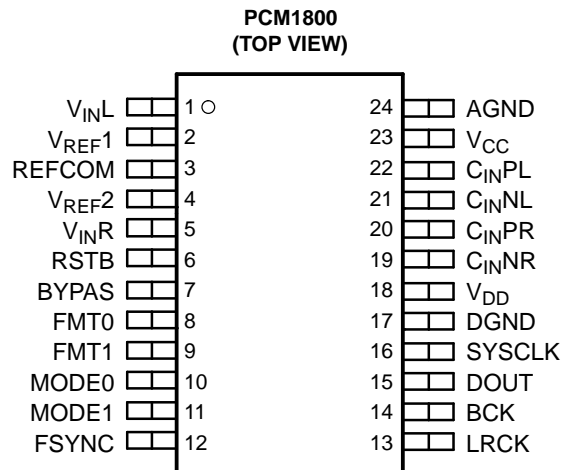 PCM1800
(TOP VIEW)
VINL 1 24 AGND
VREF1 2 23 VCC
REFCOM 3 22 CINPL
VREF2 4 21 CINNL
VINR 5 20 CINPR
RSTB 6 19 CINNR
BYPAS 7 18 VDD
FMT0 8 17 DGND
FMT1 9 16 SYSCLK
MODE0 10 15 DOUT
MODE1 11 14 BCK
FSYNC 12 13 LRCK